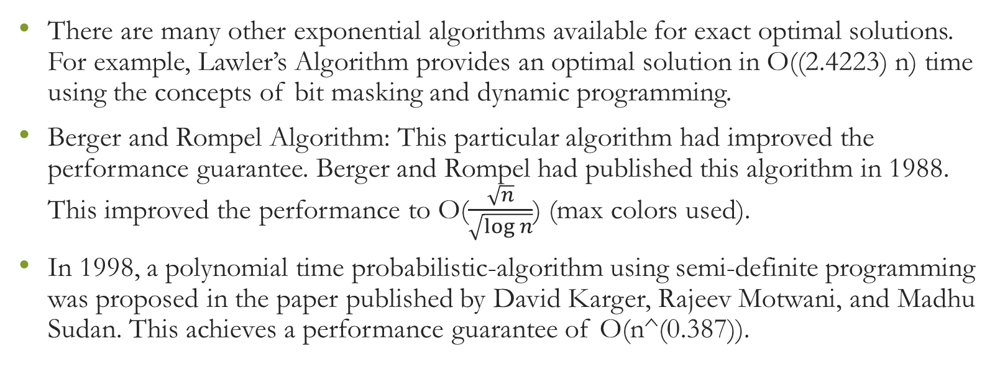 • There are many other exponential algorithms available for exact optimal solutions.
For example, Lawler’s Algorithm provides an optimal solution in O((2.4223) n) time
using the concepts of bit masking and dynamic programming.
• Berger and Rompel Algorithm: This particular algorithm had improved the
performance guarantee. Berger and Rompel had published this algorithm in 1988.
This improved the performance to O(√n/√log n) (max colors used).
• In 1998, a polynomial time probabilistic-algorithm using semi-definite programming
was proposed in the paper published by David Karger, Rajeev Motwani, and Madhu
Sudan. This achieves a performance guarantee of O(n^(0.387)).